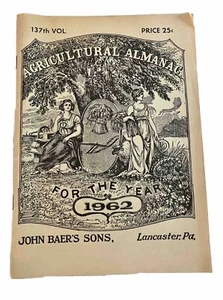 137th VOL. PRICE 25¢
AGRICULTURAL ALMANAC
FOR THE YEAR
1962
JOHN BAER'S SONS, Lancaster, Pa.